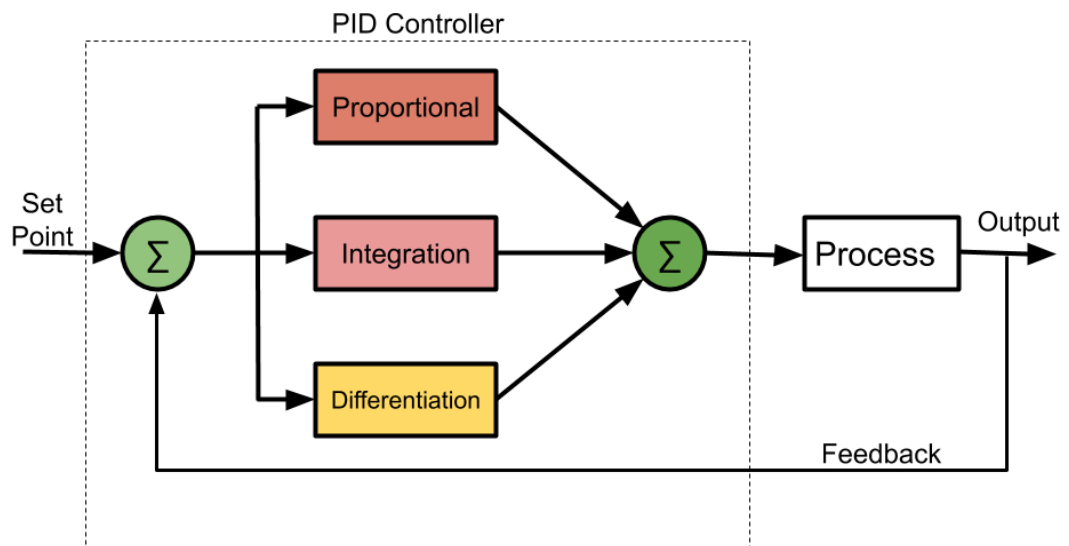 PID Controller
Proportional
Set
Point
Σ
Integration
Σ
Process
Output
Differentiation
Feedback